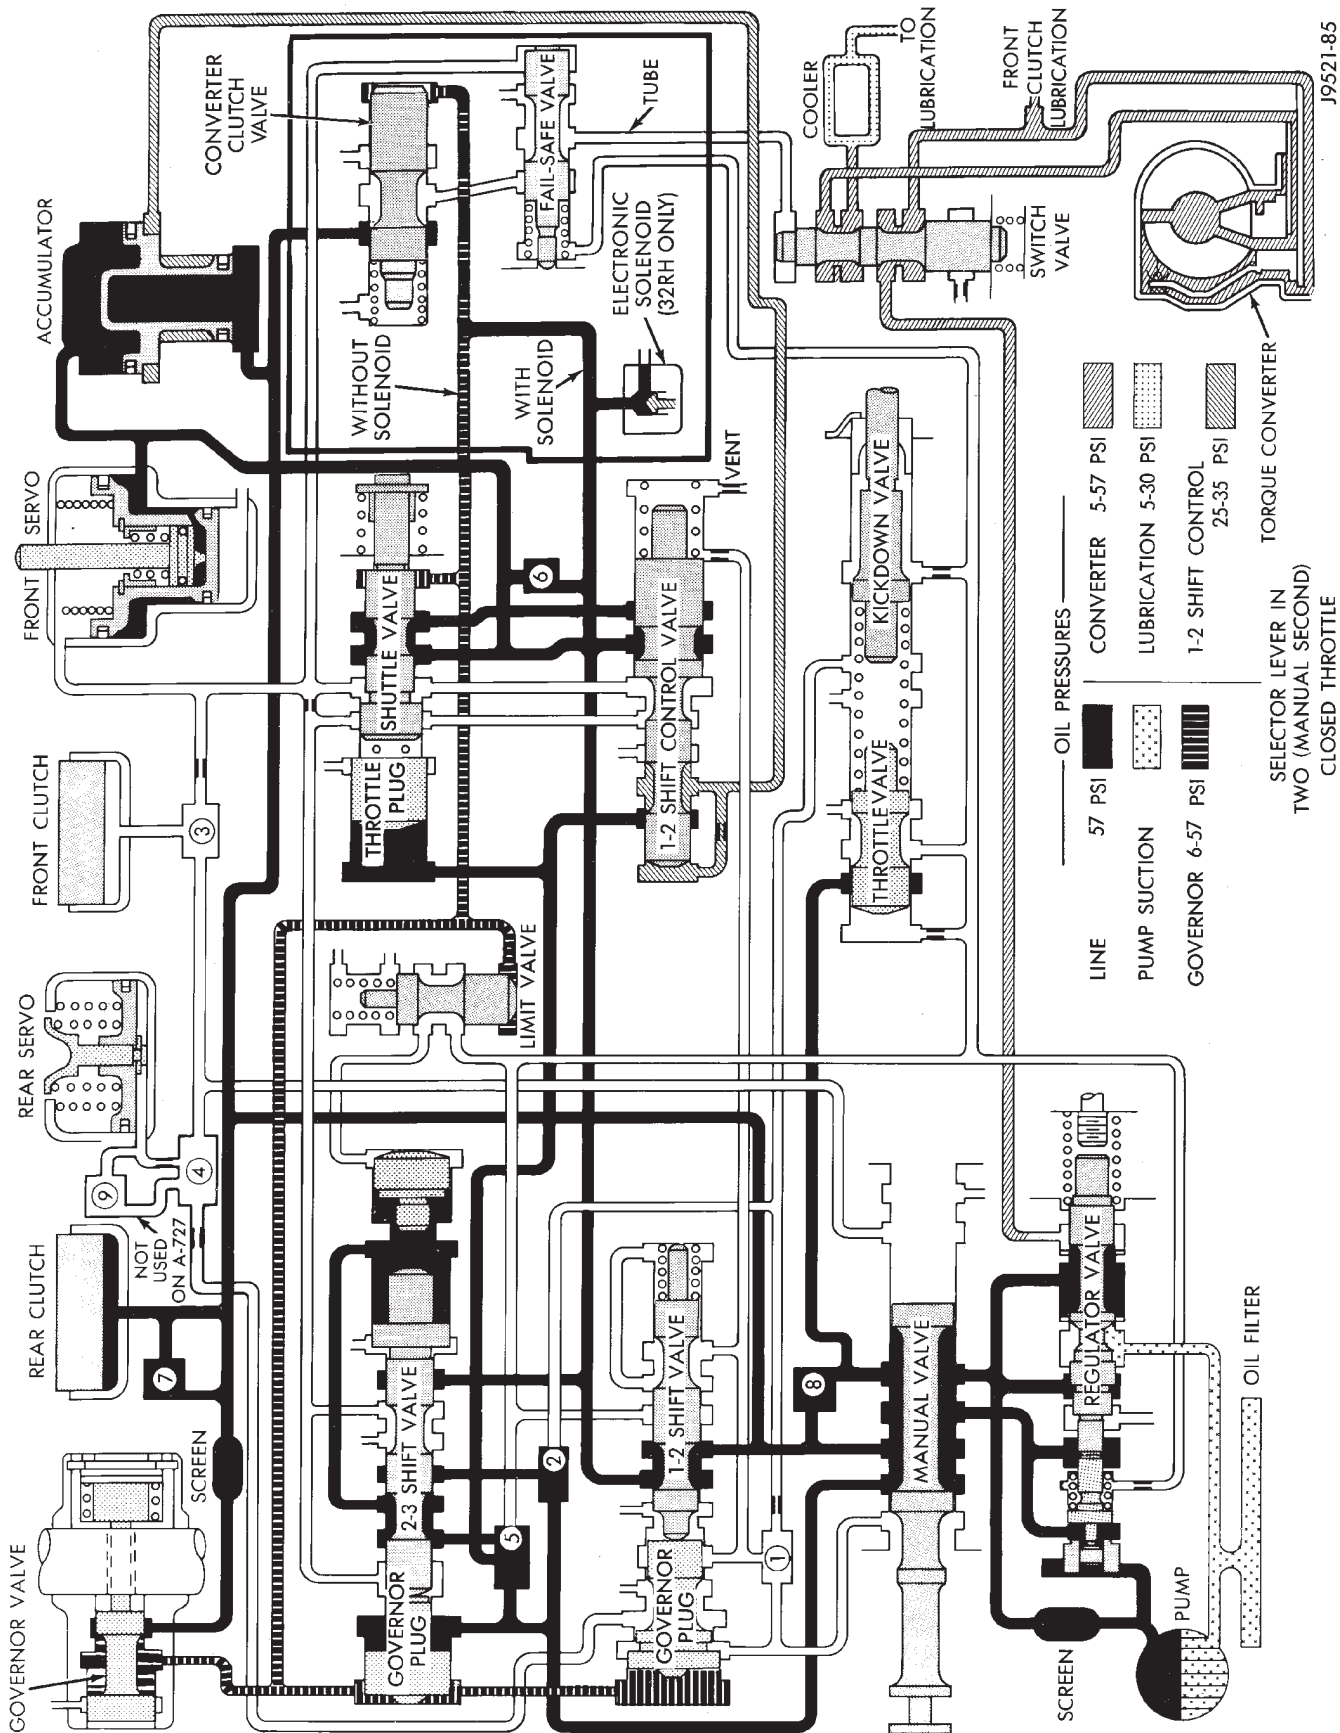 GOVERNOR VALVE
SCREEN
REAR CLUTCH
7
NOT
USED
ON A-727
9
4
REAR SERVO
FRONT CLUTCH
3
FRONT SERVO
ACCUMULATOR
CONVERTER
CLUTCH
VALVE
GOVERNOR
PLUG
2-3 SHIFT VALVE
5
2
LIMIT VALVE
THROTTLE
PLUG
SHUTTLE VALVE
6
WITHOUT
SOLENOID
WITH
SOLENOID
FAIL-SAFE VALVE
ELECTRONIC
SOLENOID
(32RH ONLY)
TUBE
GOVERNOR
PLUG
1-2 SHIFT VALVE
1
8
1-2 SHIFT CONTROL VALVE
VENT
MANUAL VALVE
THROTTLE VALVE
KICKDOWN VALVE
SWITCH
VALVE
COOLER
TO
LUBRICATION
FRONT
CLUTCH
LUBRICATION
PUMP
SCREEN
REGULATOR VALVE
OIL FILTER
OIL PRESSURES
LINE 57 PSI
PUMP SUCTION
GOVERNOR 6-57 PSI
CONVERTER 5-57 PSI
LUBRICATION 5-30 PSI
1-2 SHIFT CONTROL
25-35 PSI
TORQUE CONVERTER
SELECTOR LEVER IN
TWO (MANUAL SECOND)
CLOSED THROTTLE
J9521-85